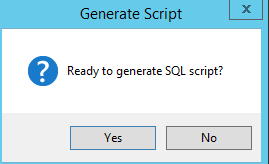 Generate Script
x
?
Ready to generate SQL script?
Yes
No